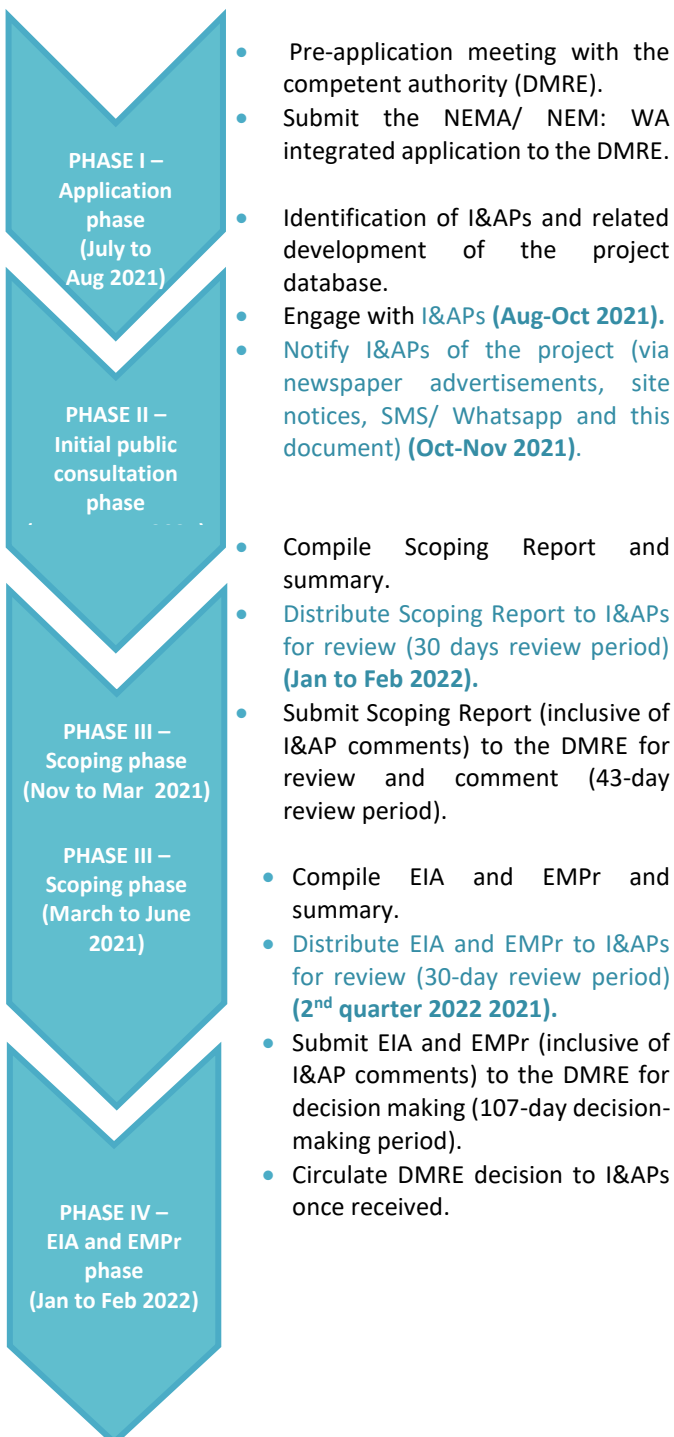 PHASE I –
Application
phase
(July to
Aug 2021)
• Pre-application meeting with the
competent authority (DMRE).
• Submit the NEMA/ NEM: WA
integrated application to the DMRE.
PHASE II –
Initial public
consultation
phase
• Identification of I&APs and related
development of the project
database.
• Engage with I&APs (Aug-Oct 2021).
• Notify I&APs of the project (via
newspaper advertisements, site
notices, SMS/ Whatsapp and this
document) (Oct-Nov 2021).
PHASE III –
Scoping phase
(Nov to Mar 2021)
PHASE III –
Scoping phase
(March to June
2021)
• Compile Scoping Report and
summary.
• Distribute Scoping Report to I&APs
for review (30 days review period)
(Jan to Feb 2022).
• Submit Scoping Report (inclusive of
I&AP comments) to the DMRE for
review and comment (43-day
review period).
PHASE IV –
EIA and EMPr
phase
(Jan to Feb 2022)
• Compile EIA and EMPr and
summary.
• Distribute EIA and EMPr to I&APs
for review (30-day review period)
(2nd quarter 2022 2021).
• Submit EIA and EMPr (inclusive of
I&AP comments) to the DMRE for
decision making (107-day decision-
making period).
• Circulate DMRE decision to I&APs
once received.